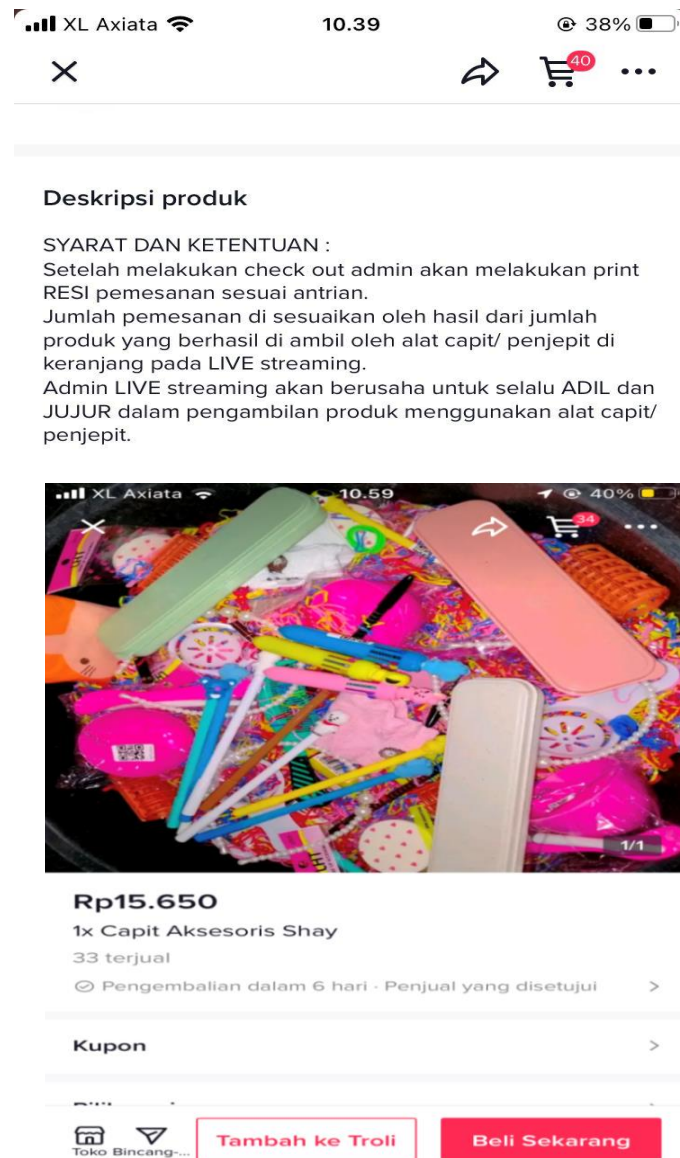 XL Axiata 10.39 38%
40
Deskripsi produk
SYARAT DAN KETENTUAN :
Setelah melakukan check out admin akan melakukan print
RESI pemesanan sesuai antrian.
Jumlah pemesanan di sesuaikan oleh hasil dari jumlah
produk yang berhasil di ambil oleh alat capit/ penjepit di
keranjang pada LIVE streaming.
Admin LIVE streaming akan berusaha untuk selalu ADIL dan
JUJUR dalam pengambilan produk menggunakan alat capit/
penjepit.
XL Axiata 10.59 40%
34
1/1
Rp15.650
1x Capit Aksesoris Shay
33 terjual
Pengembalian dalam 6 hari · Penjual yang disetujui
Kupon
Toko Bincang-... Tambah ke Troli Beli Sekarang